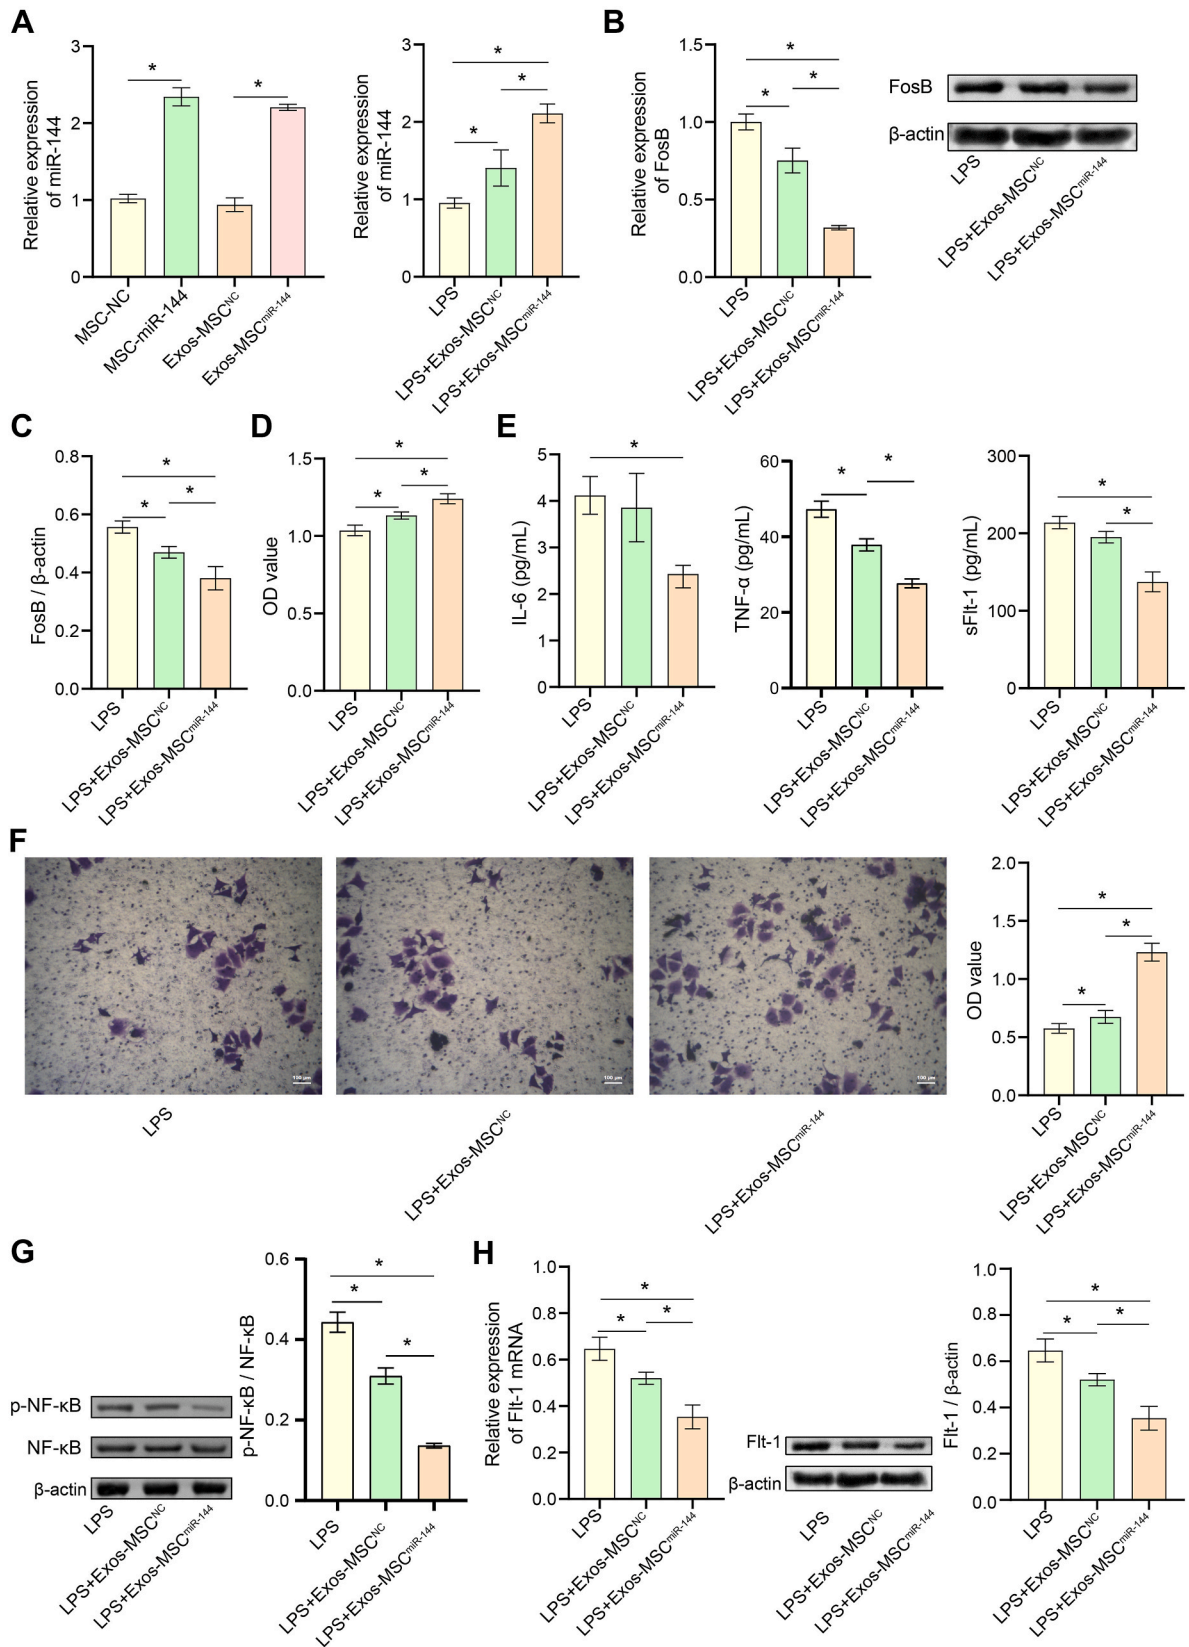 A
Rrelative expression
of miR-144
3
2
1
0
*
*
MSC-NC
MSC-miR-144
Exos-MSCNC
Exos-MSCmiR-144
Relative expression
of miR-144
3
2
1
0
*
*
*
LPS
LPS+Exos-MSCNC
LPS+Exos-MSCmiR-144
B
Relative expression
of FosB
1.5
1.0
0.5
0.0
*
*
*
LPS
LPS+Exos-MSCNC
LPS+Exos-MSCmiR-144
FosB
β-actin
LPS
LPS+Exos-MSCNC
LPS+Exos-MSCmiR-144
C
FosB / β-actin
0.8
0.6
0.4
0.2
0.0
*
*
*
LPS
LPS+Exos-MSCNC
LPS+Exos-MSCmiR-144
D
OD value
1.5
1.0
0.5
0.0
*
*
*
LPS
LPS+Exos-MSCNC
LPS+Exos-MSCmiR-144
E
IL-6 (pg/mL)
5
4
3
2
1
0
*
LPS
LPS+Exos-MSCNC
LPS+Exos-MSCmiR-144
TNF-α (pg/mL)
60
40
20
0
*
*
LPS
LPS+Exos-MSCNC
LPS+Exos-MSCmiR-144
sFlt-1 (pg/mL)
300
200
100
0
*
*
LPS
LPS+Exos-MSCNC
LPS+Exos-MSCmiR-144
F
100 μm
100 μm
100 μm
LPS
LPS+Exos-MSCNC
LPS+Exos-MSCmiR-144
OD value
2.0
1.5
1.0
0.5
0.0
*
*
*
LPS
LPS+Exos-MSCNC
LPS+Exos-MSCmiR-144
G
p-NF-κB
NF-κB
β-actin
LPS
LPS+Exos-MSCNC
LPS+Exos-MSCmiR-144
p-NF-κB / NF-κB
0.6
0.4
0.2
0.0
*
*
*
LPS
LPS+Exos-MSCNC
LPS+Exos-MSCmiR-144
H
Relative expression
of Flt-1 mRNA
1.0
0.8
0.6
0.4
0.2
0.0
*
*
*
LPS
LPS+Exos-MSCNC
LPS+Exos-MSCmiR-144
Flt-1
β-actin
LPS
LPS+Exos-MSCNC
LPS+Exos-MSCmiR-144
Flt-1 / β-actin
1.0
0.8
0.6
0.4
0.2
0.0
*
*
*
LPS
LPS+Exos-MSCNC
LPS+Exos-MSCmiR-144